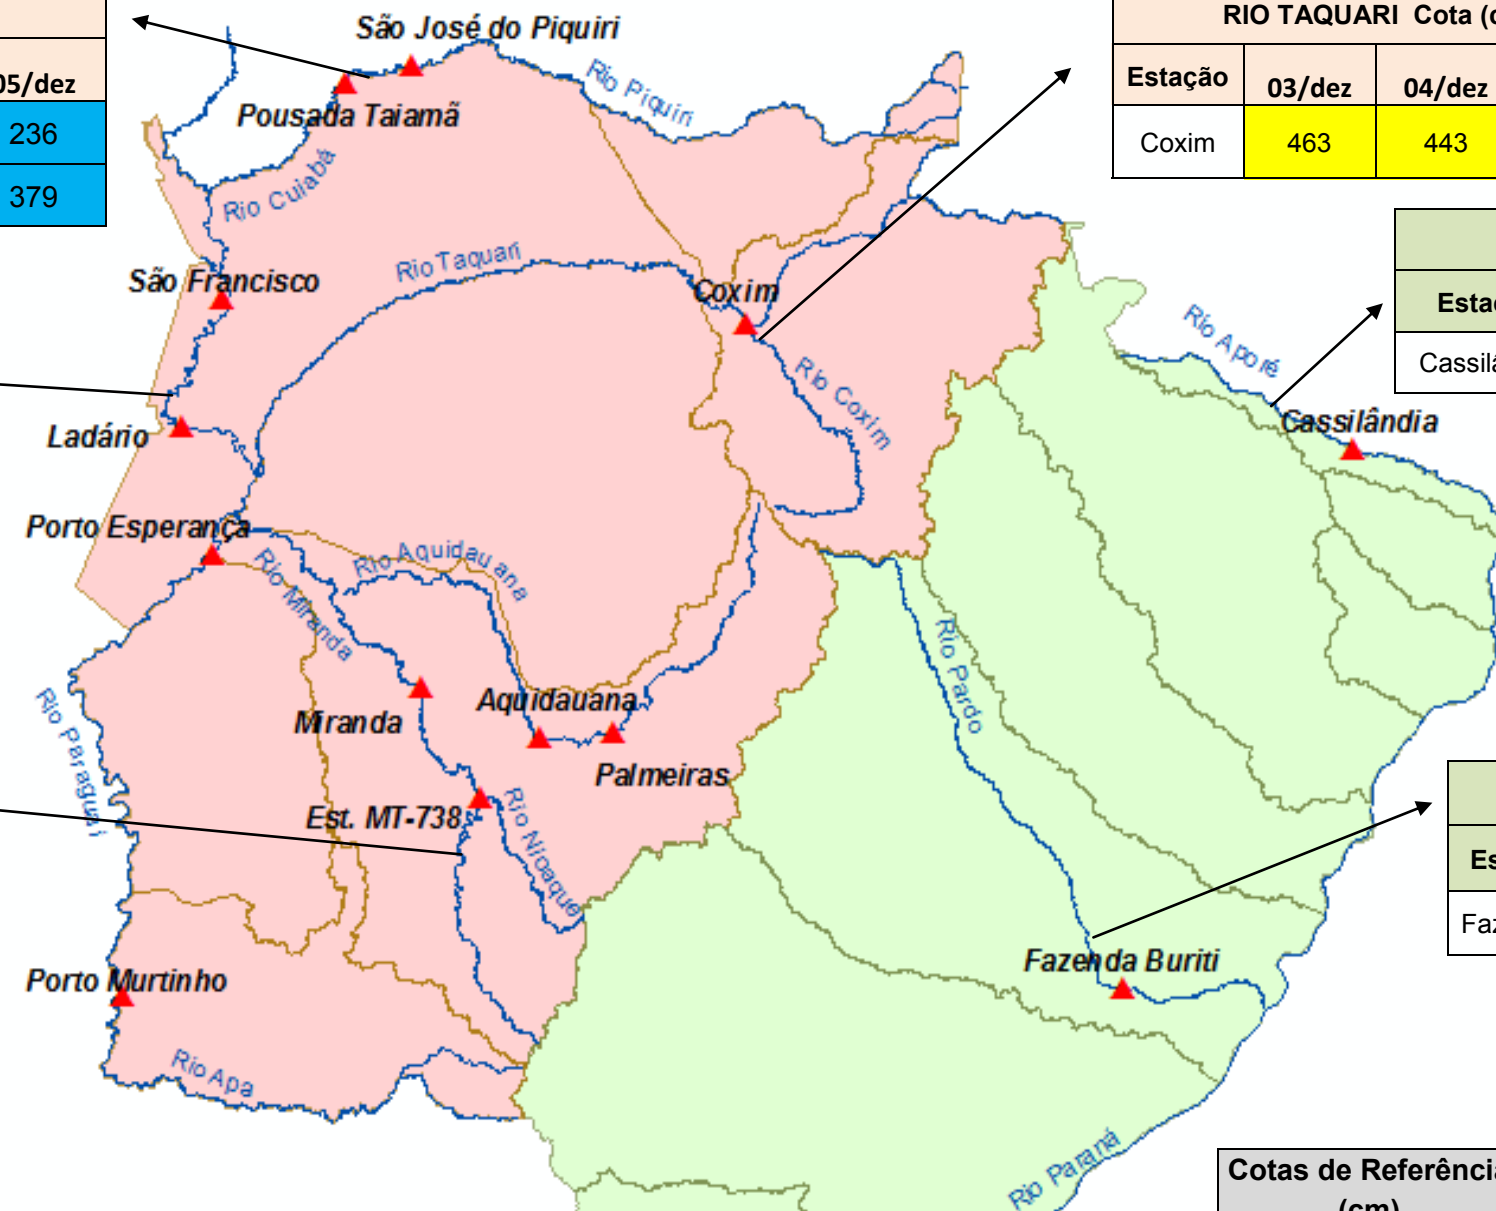 RIO TAQUARI Cota (
Estação 03/dez 04/dez
Coxim 463 443
05/dez
236
379
São José do Piquiri
Rio Piquiri
Pousada Taiamã
Rio Cuiabá
São Francisco
Rio Taquari
Coxim
Rio Coxim
Rio Aporé
Cassilândia
Ladário
Porto Esperança
Rio Aquidauana
Rio Miranda
Rio Pardo
Rio Paraguai
Miranda
Aquidauana
Palmeiras
Est. MT-738
Rio Nioaque
Fazenda Buriti
Porto Murtinho
Rio Apa
Rio Paraná
Cotas de Referência
(cm)